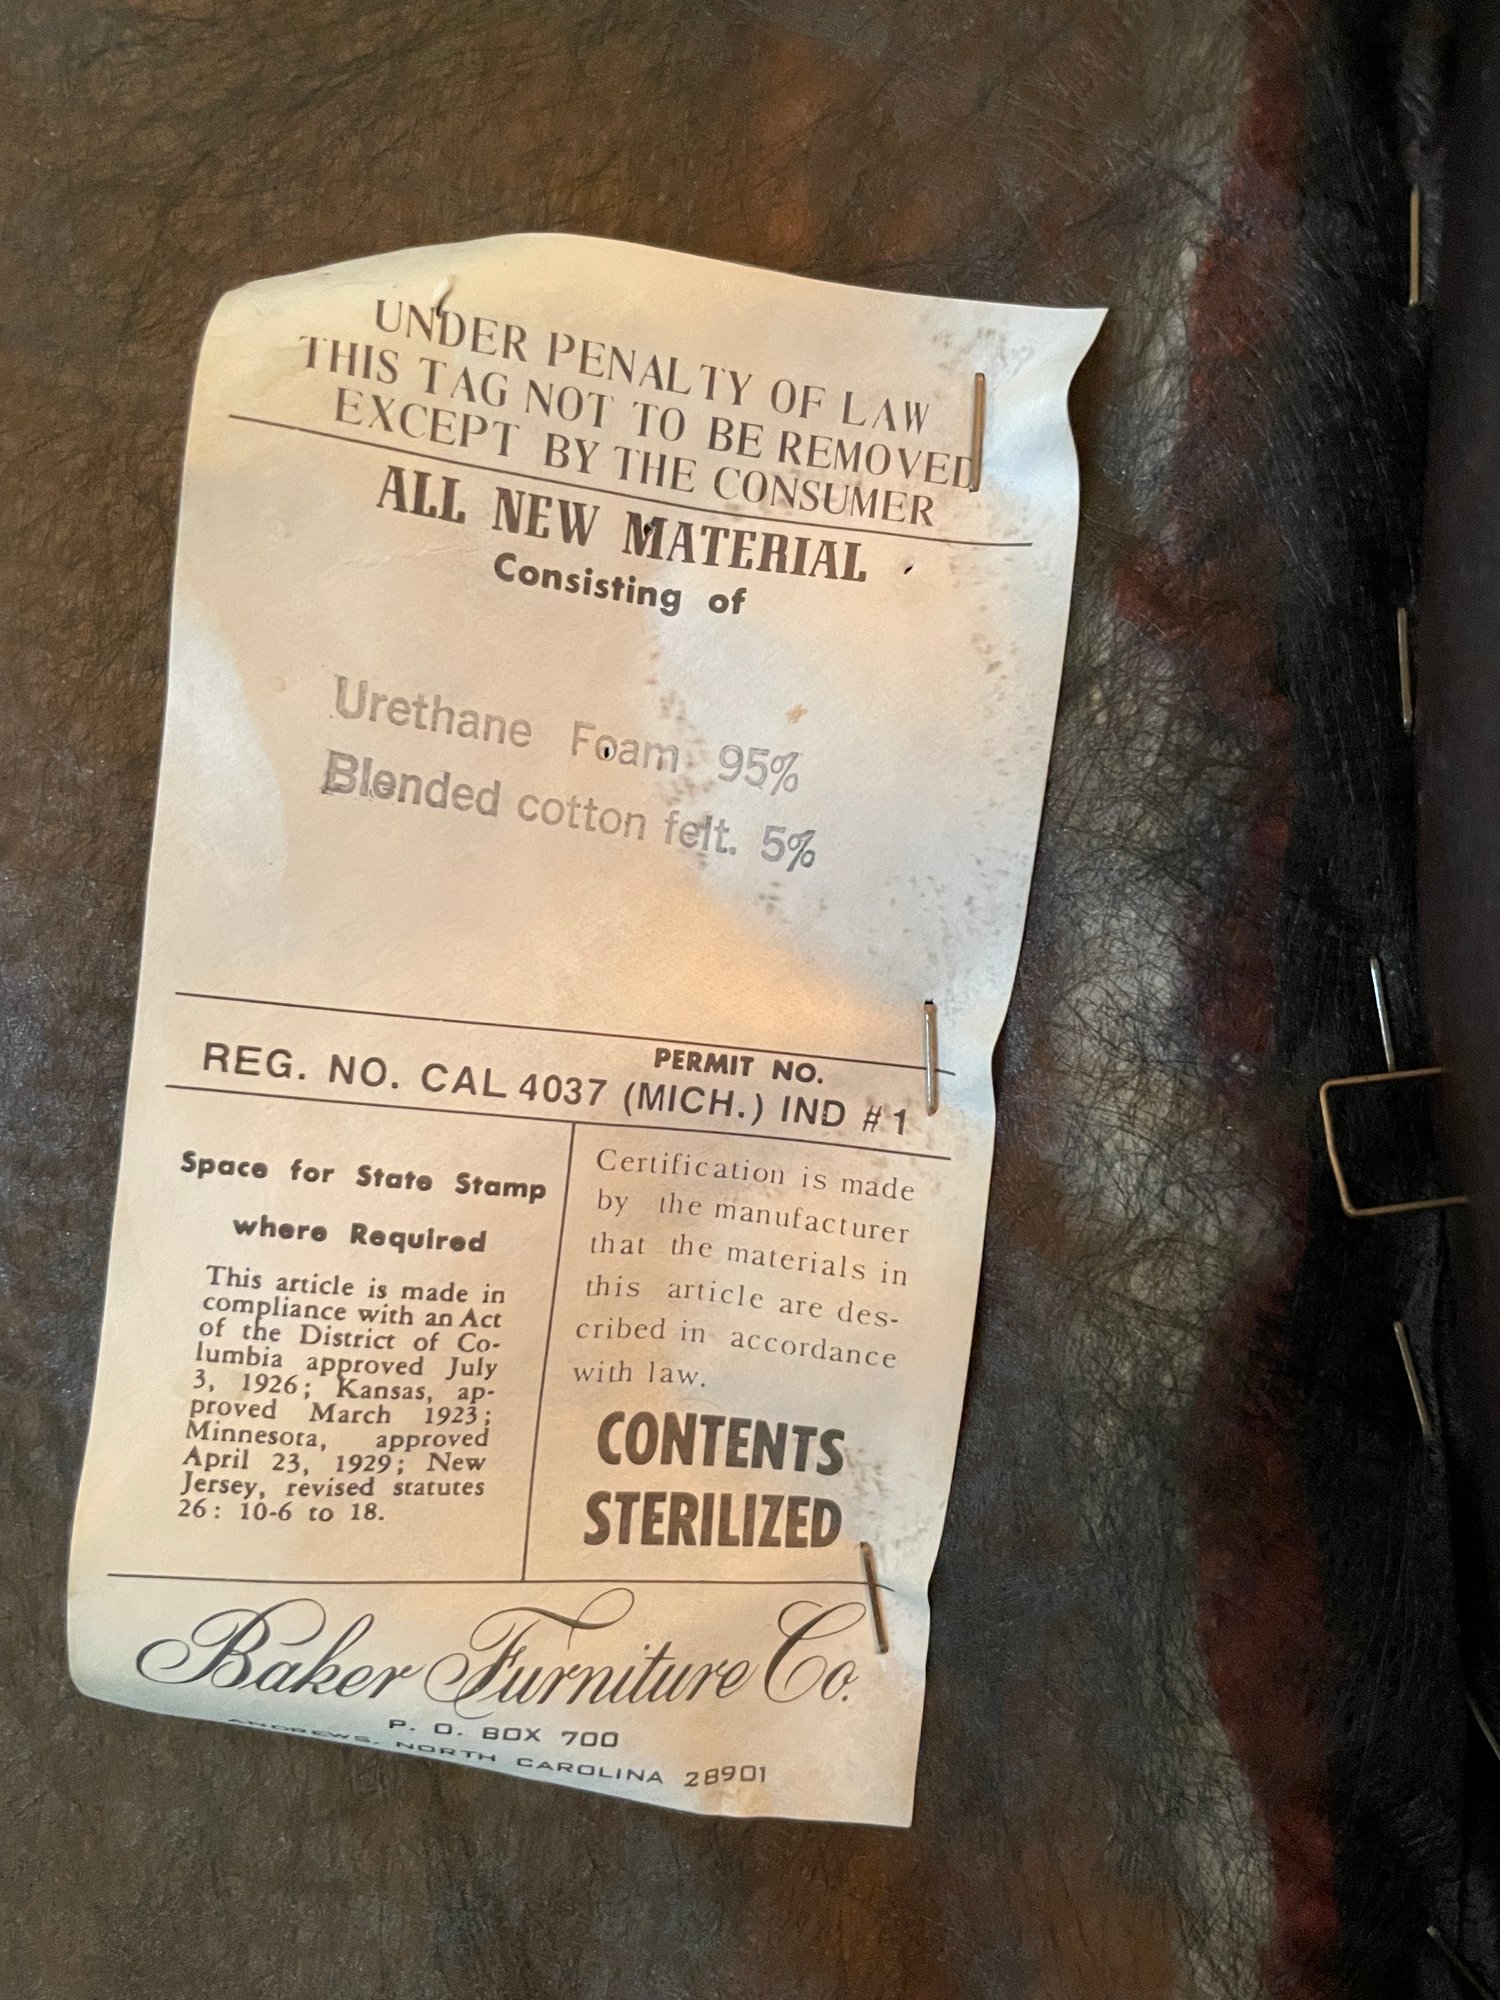 UNDER PENALTY OF LAW
THIS TAG NOT TO BE REMOVED
EXCEPT BY THE CONSUMER
ALL NEW MATERIAL
Consisting of
Urethane Foam 95%
Blended cotton felt. 5%
PERMIT NO.
REG. NO. CAL 4037 (MICH.) IND # 1
Space for State Stamp
where Required
This article is made in
compliance with an Act
of the District of Co-
lumbia approved July
3, 1926; Kansas, ap-
proved March 1923;
Minnesota, approved
April 23, 1929; New
Jersey, revised statutes
26: 10-6 to 18.
Certification is made
by the manufacturer
that the materials in
this article are des-
cribed in accordance
with law.
CONTENTS
STERILIZED
Baker Furniture Co.
P. O. BOX 700
ANDREWS, NORTH CAROLINA 28901